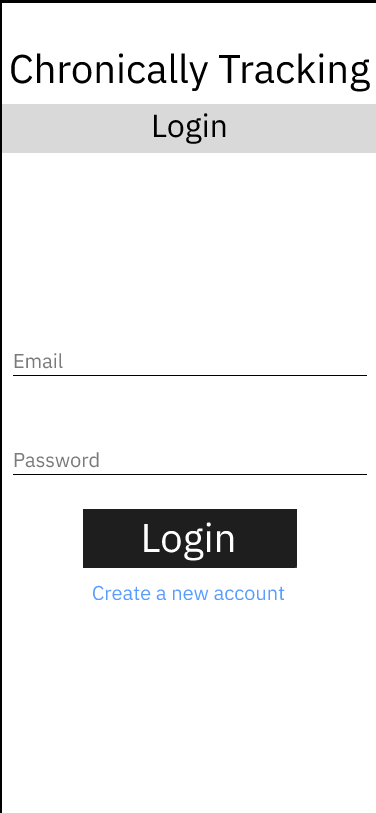 Chronically Tracking
Login
Email
Password
Login
Create a new account